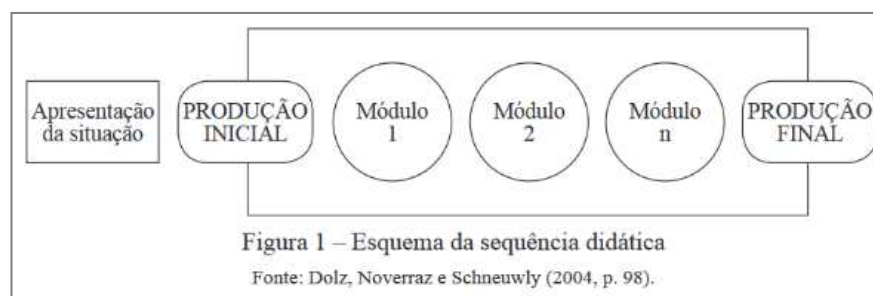 Apresentação
da situação
PRODUÇÃO
INICIAL
Módulo
1
Módulo
2
Módulo
n
PRODUÇÃO
FINAL
Figura 1 – Esquema da sequência didática
Fonte: Dolz, Noverraz e Schneuwly (2004, p. 98).